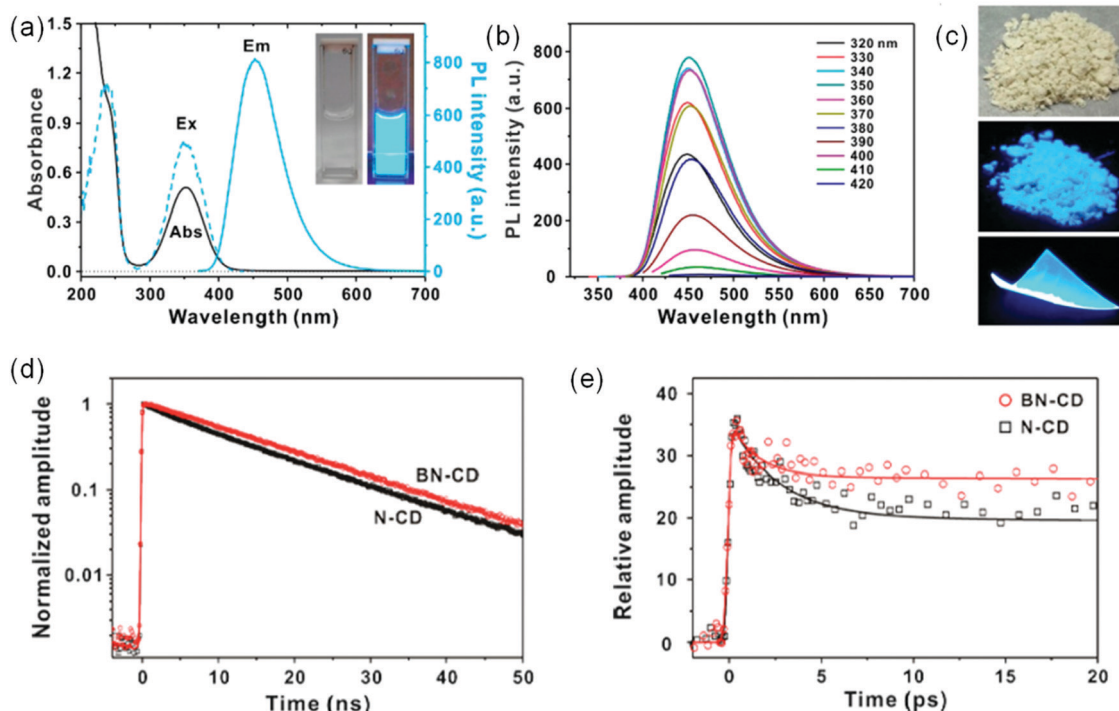 (a)
1.5
1.2
0.9
0.6
0.3
0.0
Absorbance
Ex
Abs
Em
800
600
400
200
0
PL intensity (a.u.)
200 300 400 500 600 700
Wavelength (nm)
(b)
800
600
400
200
0
PL intensity (a.u.)
320 nm
330
340
350
360
370
380
390
400
410
420
350 400 450 500 550 600 700
Wavelength (nm)
(c)
(d)
1
0.1
0.01
Normalized amplitude
BN-CD
N-CD
0 10 20 30 40 50
Time (ns)
(e)
40
30
20
10
0
Relative amplitude
BN-CD
N-CD
0 5 10 15 20
Time (ps)